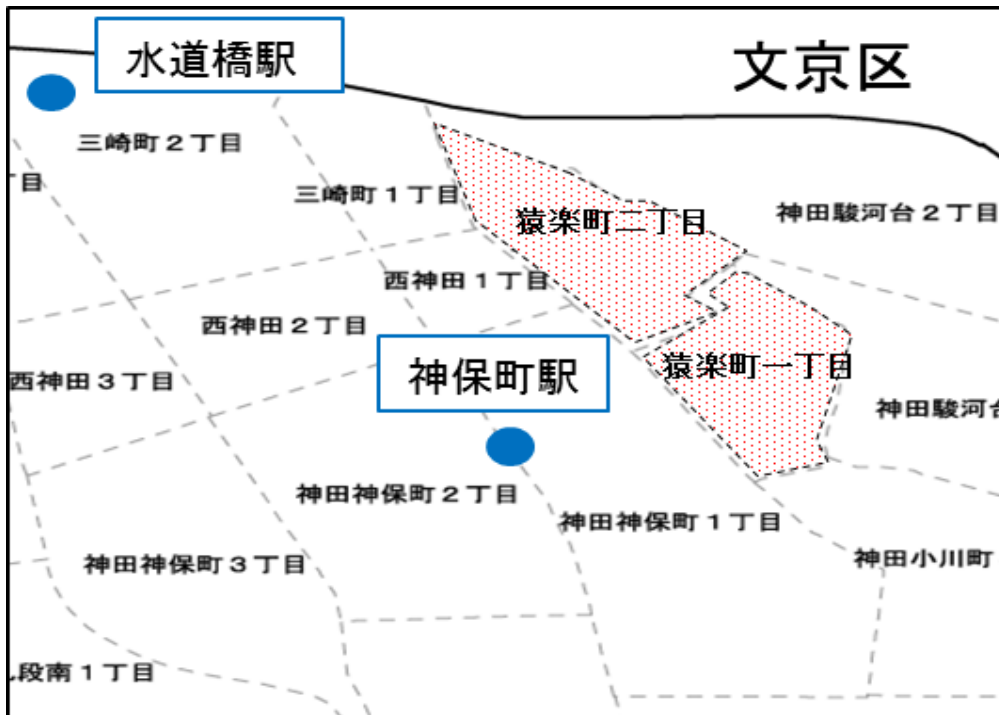 水道橋駅
文京区
三崎町２丁目
丁目
三崎町１丁目
猿楽町二丁目
神田駿河台２丁目
西神田１丁目
西神田２丁目
神保町駅
猿楽町一丁目
西神田３丁目
神田駿河台
神田神保町２丁目
神田神保町１丁目
神田神保町３丁目
神田小川町
段南１丁目